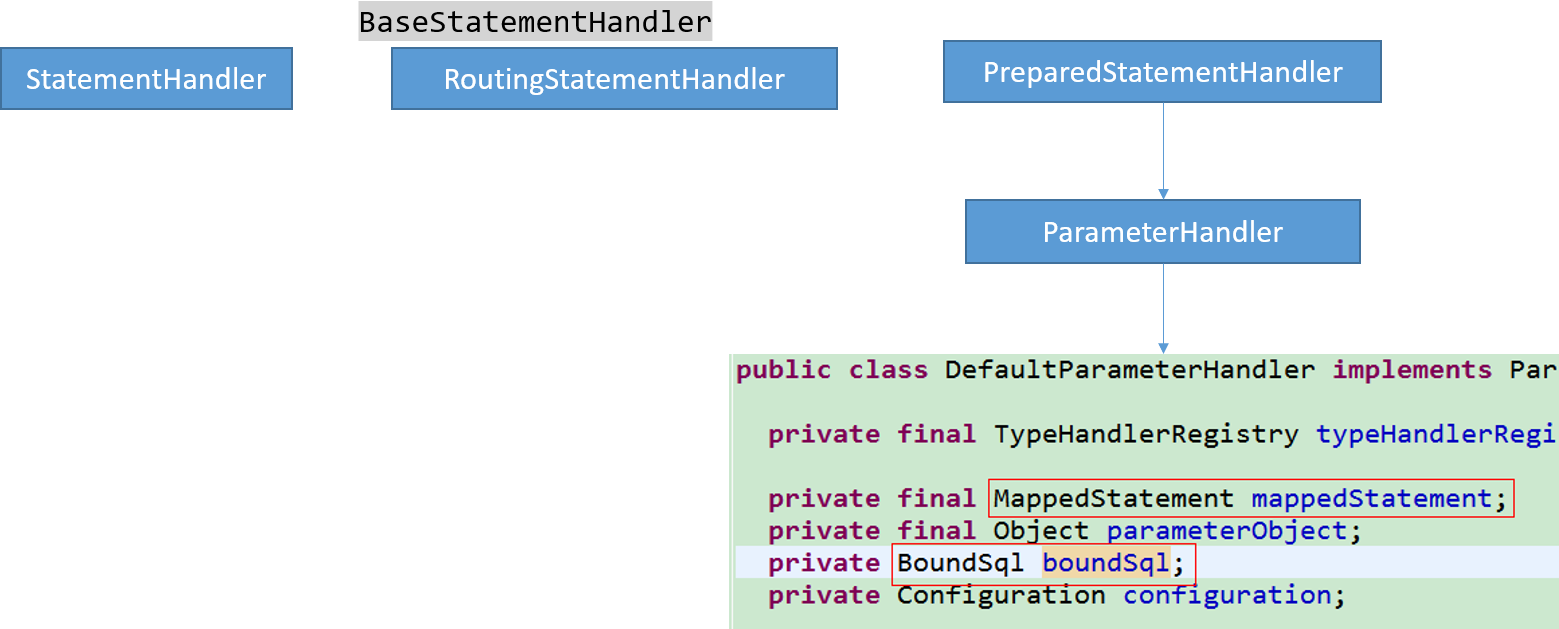 BaseStatementHandler
StatementHandler
RoutingStatementHandler
PreparedStatementHandler
ParameterHandler
public class DefaultParameterHandler implements Par
private final TypeHandlerRegistry typeHandlerRegi
private final MappedStatement mappedStatement;
private final Object parameterObject;
private BoundSql boundSql;
private Configuration configuration;